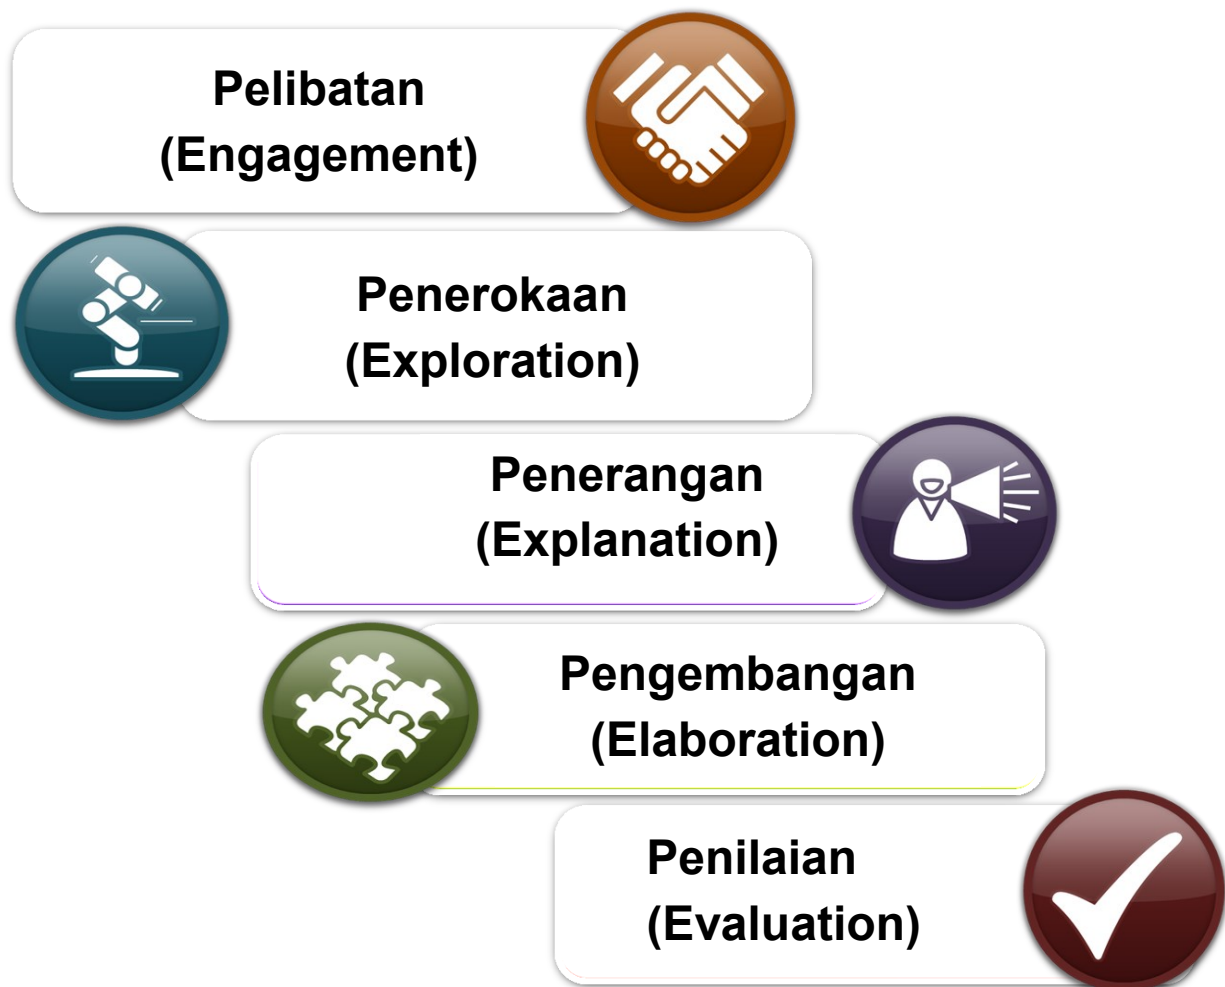 Pelibatan
(Engagement)
Penerokaan
(Exploration)
Penerangan
(Explanation)
Pengembangan
(Elaboration)
Penilaian
(Evaluation)